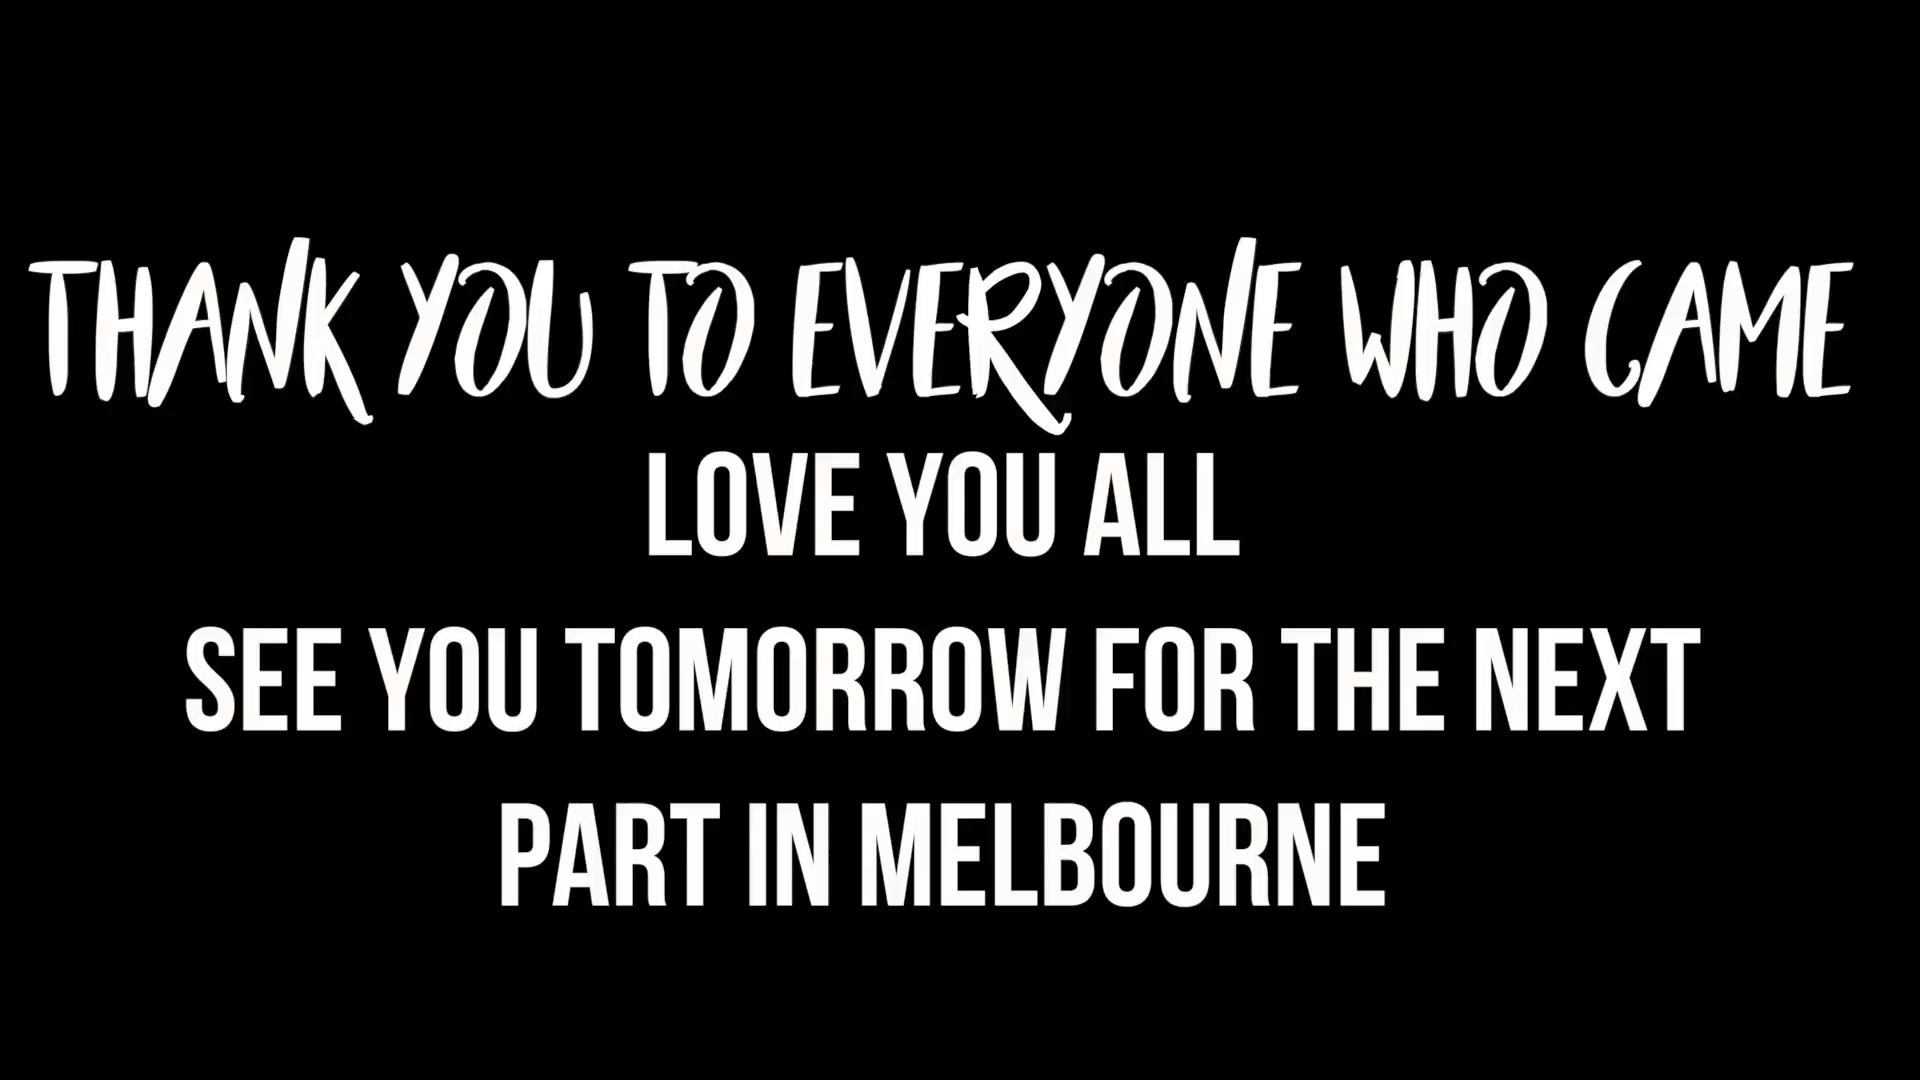 THANK YOU TO EVERYONE WHO CAME
LOVE YOU ALL
SEE YOU TOMORROW FOR THE NEXT
PART IN MELBOURNE